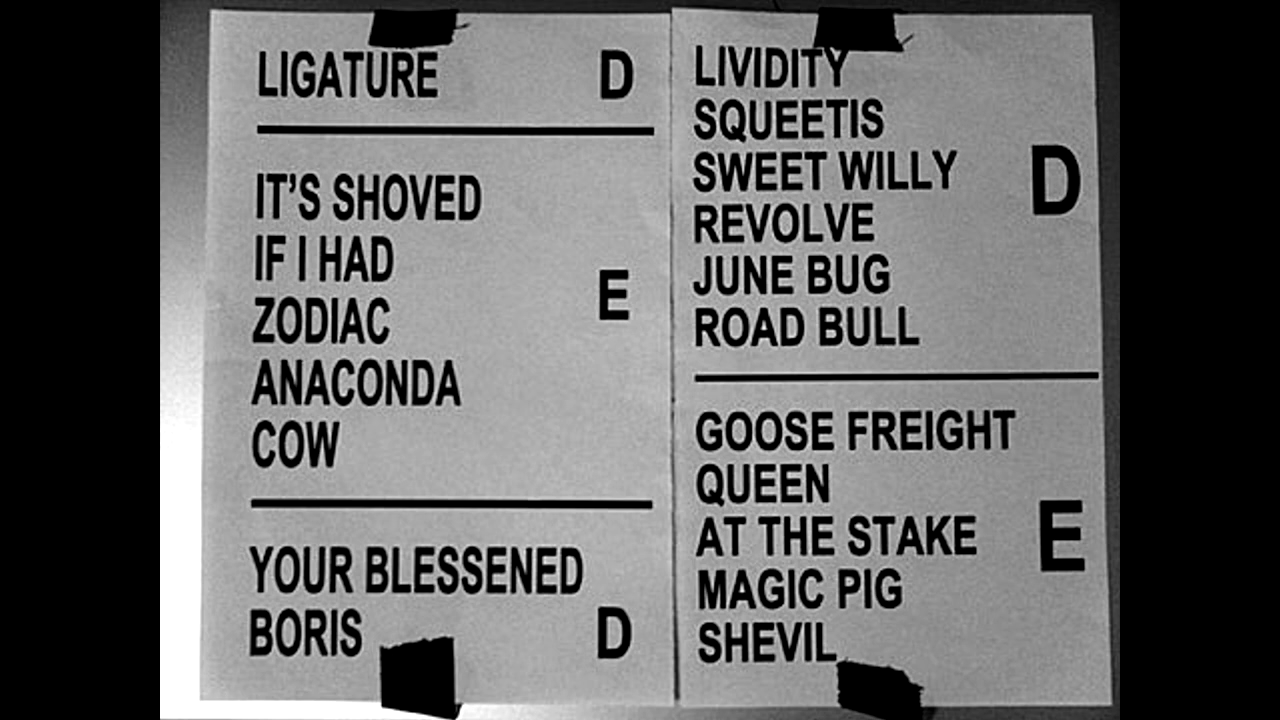 LIGATURE D
IT'S SHOVED
IF I HAD
ZODIAC
E
ANACONDA
COW
YOUR BLESSENED
BORIS D
LIVIDITY
SQUEETIS
SWEET WILLY
D
REVOLVE
JUNE BUG
ROAD BULL
GOOSE FREIGHT
QUEEN
AT THE STAKE
E
MAGIC PIG
SHEVIL